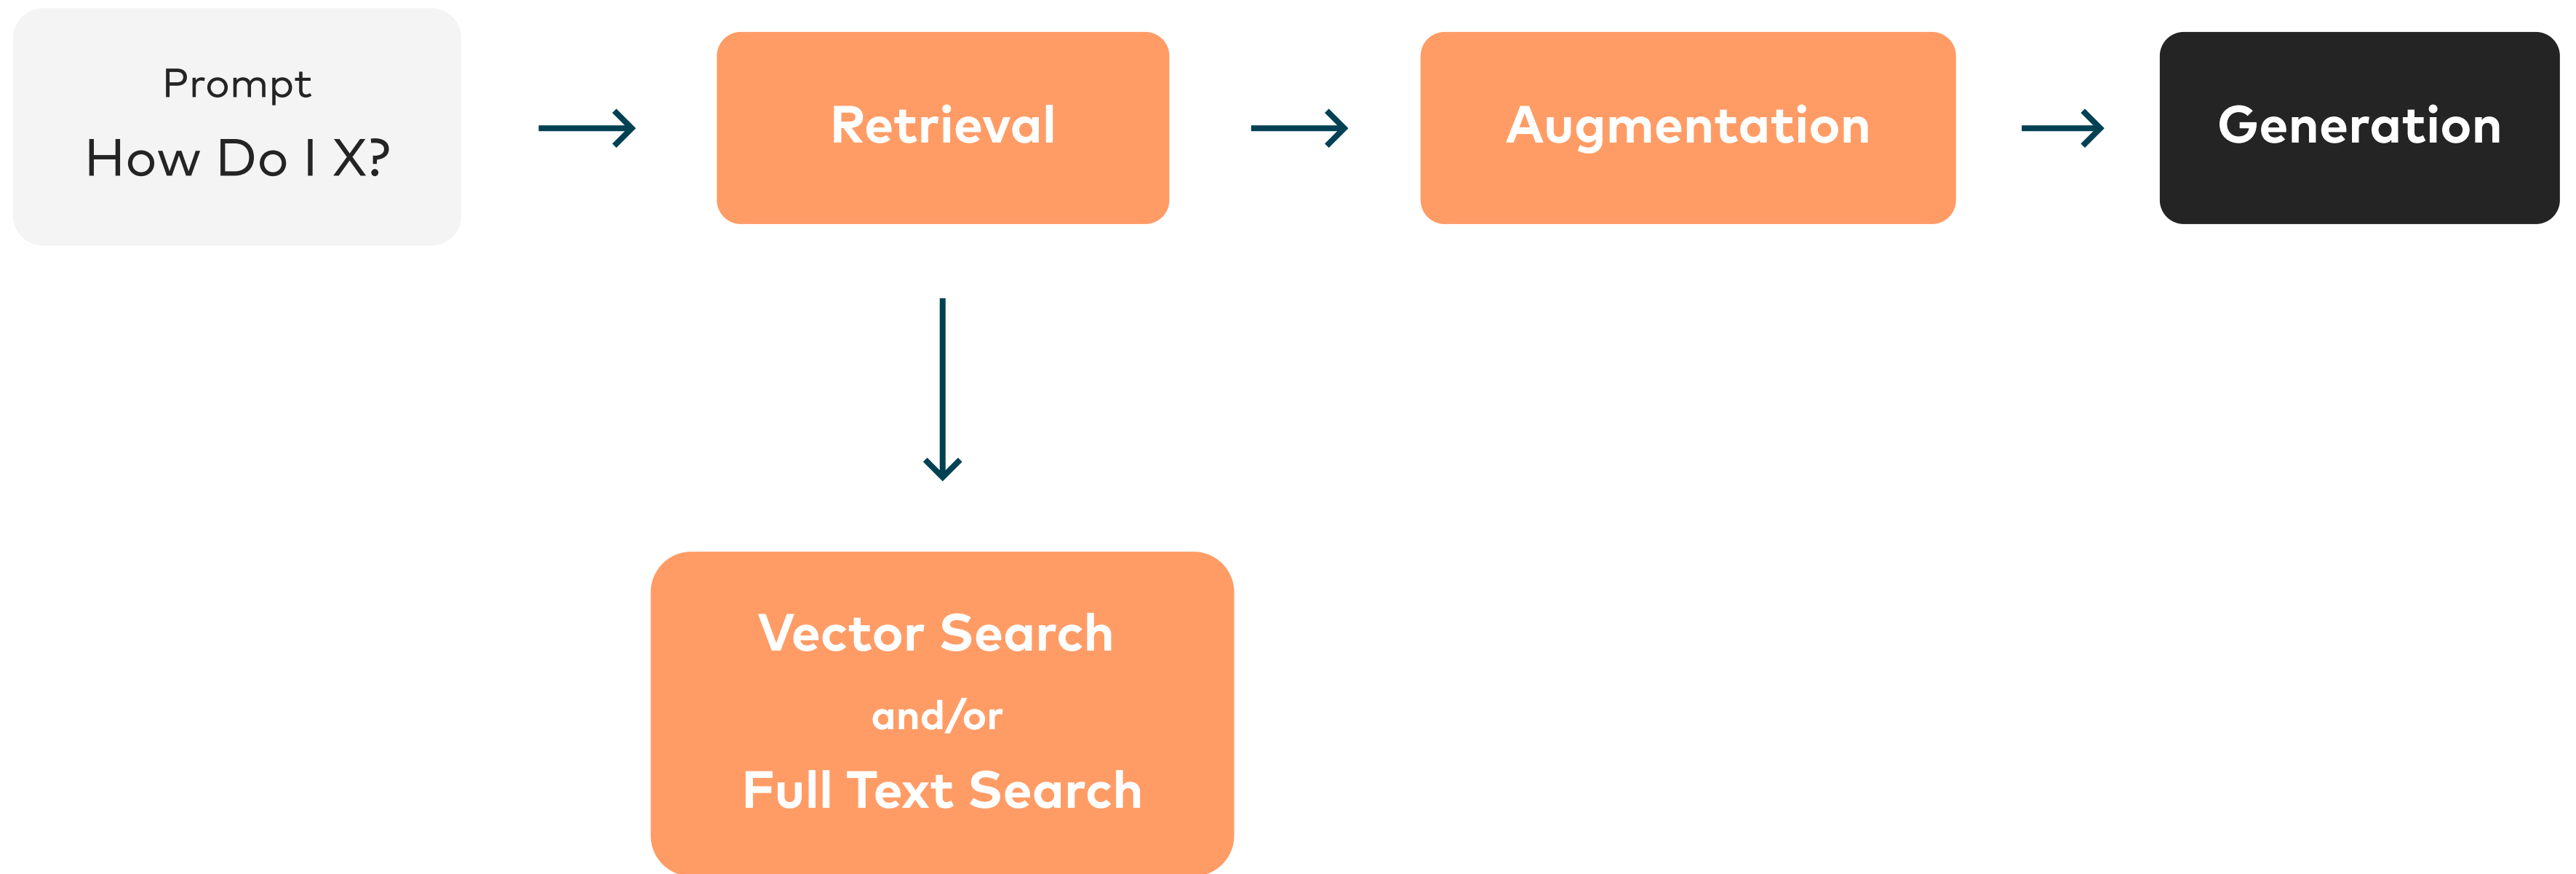 Prompt
How Do I X?
Retrieval
Augmentation
Generation
Vector Search
and/or
Full Text Search